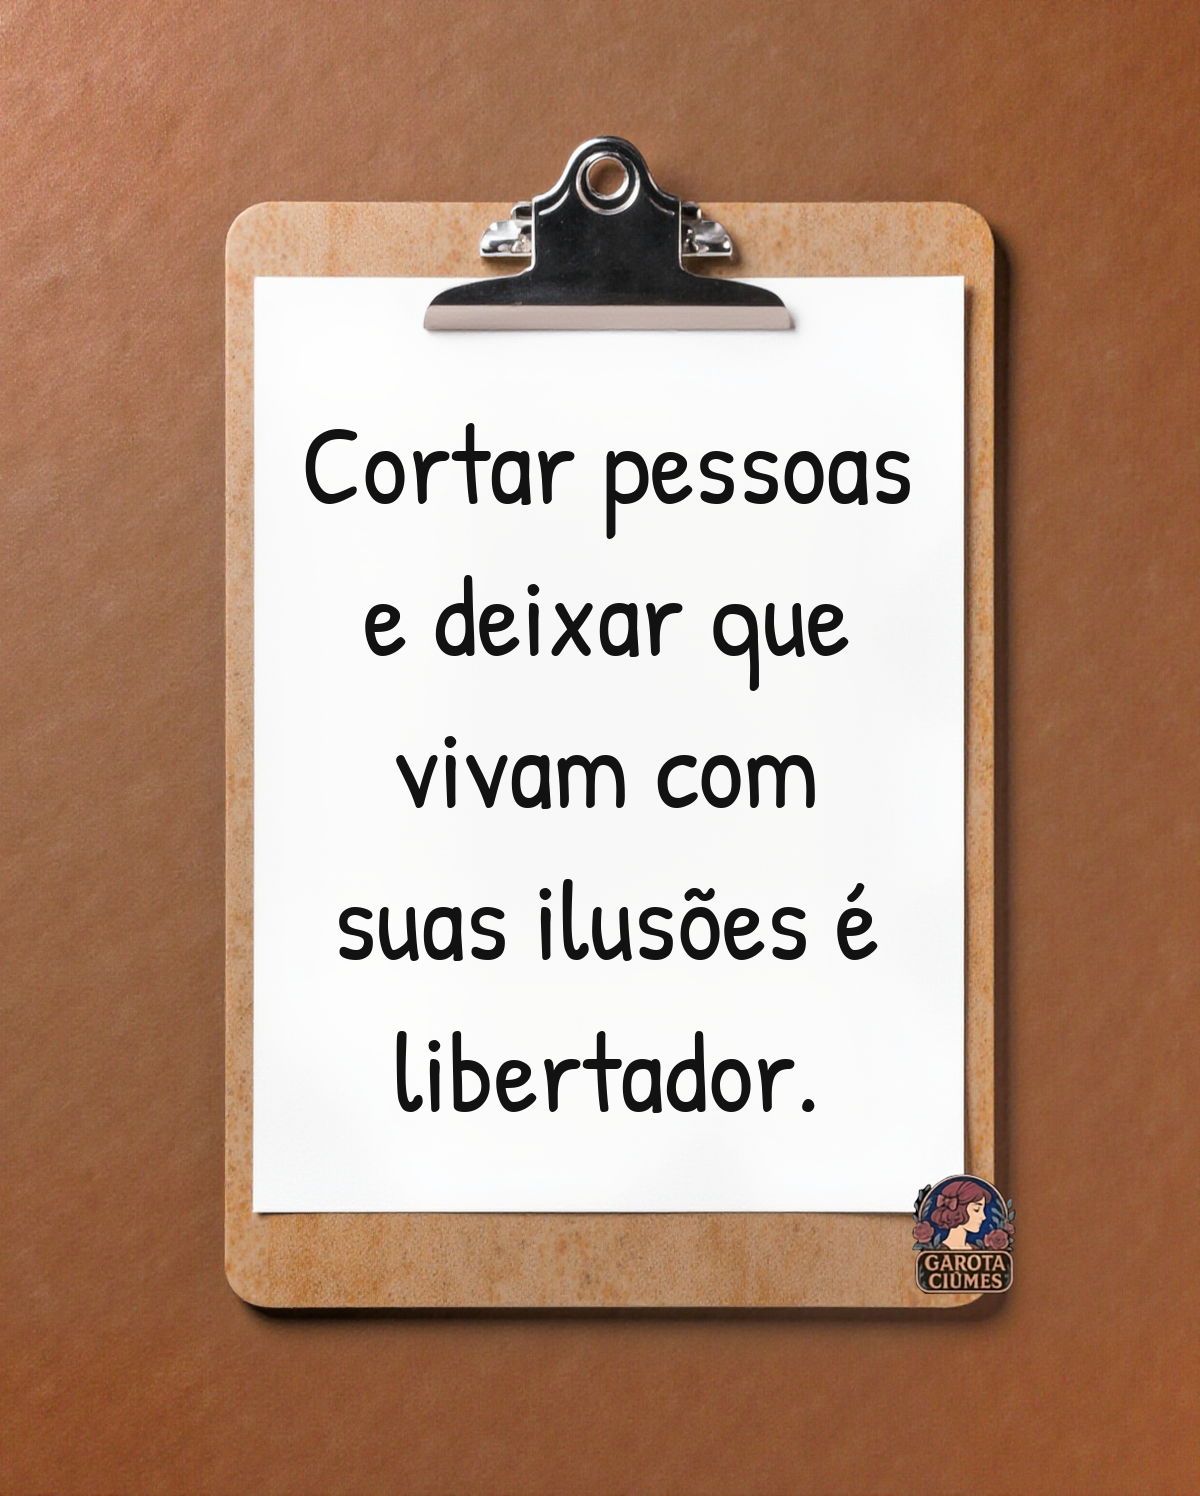 Cortar pessoas
e deixar que
vivam com
suas ilusões é
libertador.
GAROTA
CIÚMES